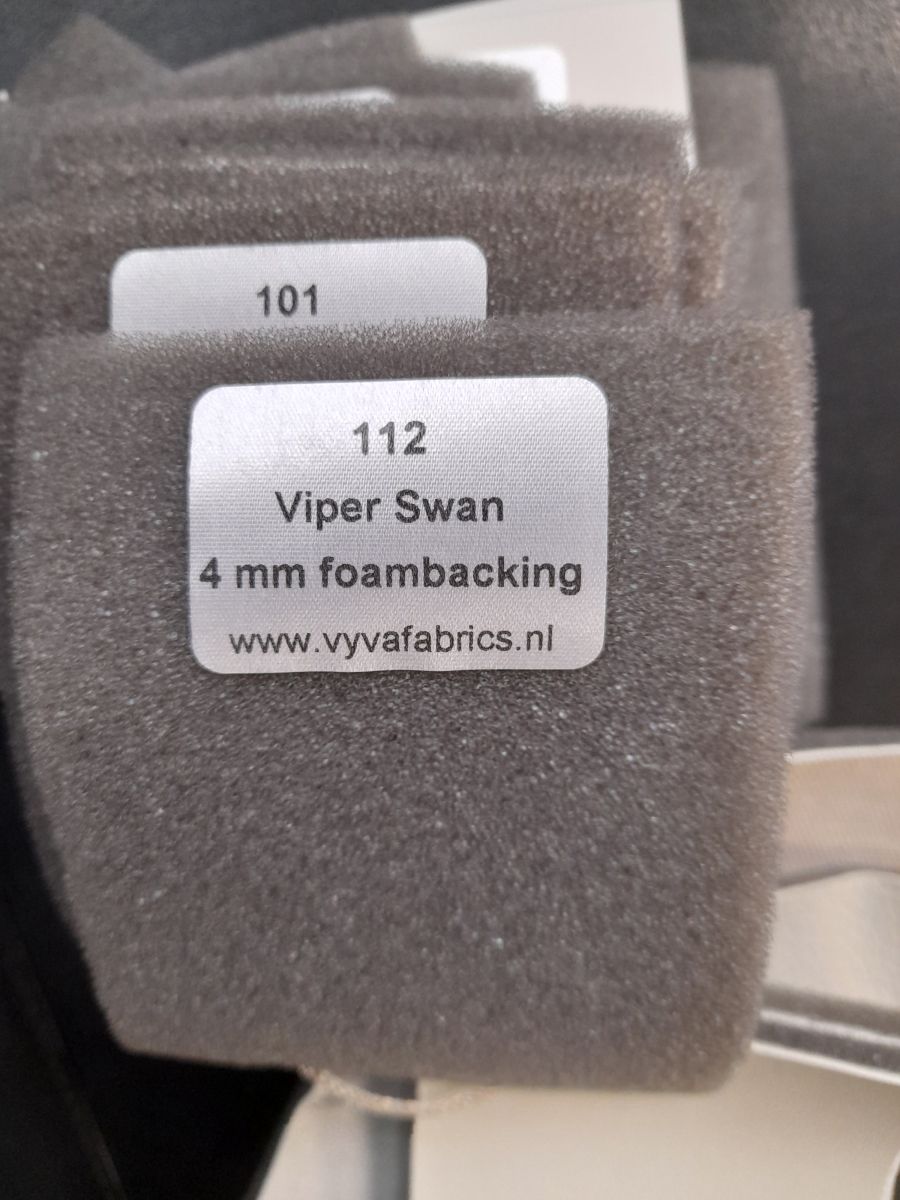 101
112
Viper Swan
4 mm foambacking
www.vyvafabrics.nl